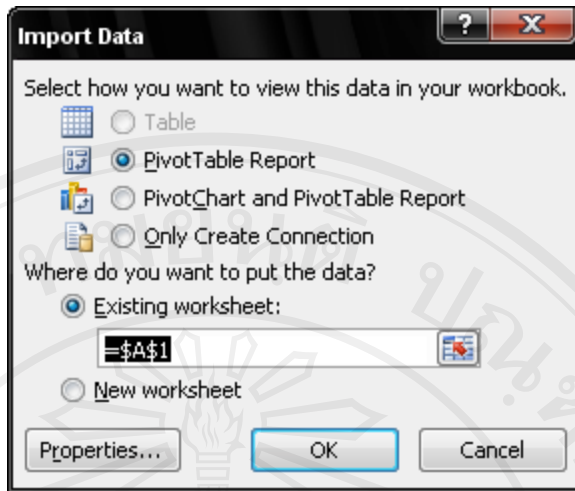 Import Data
?
X
Select how you want to view this data in your workbook.
Table
PivotTable Report
PivotChart and PivotTable Report
Only Create Connection
Where do you want to put the data?
Existing worksheet:
=$A$1
New worksheet
Properties...
OK
Cancel